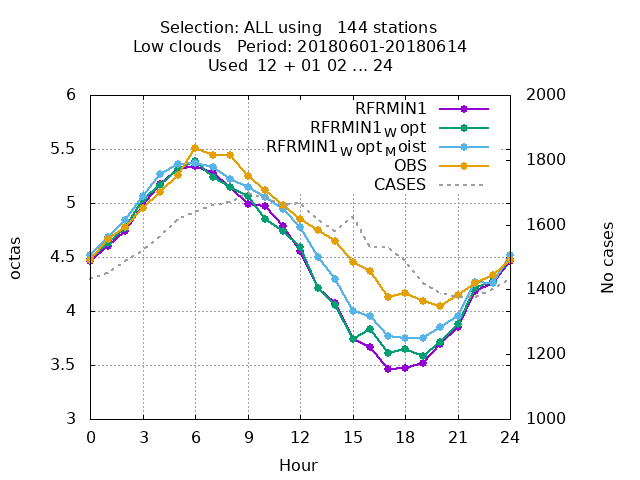 Selection: ALL using   144 stations
Low clouds   Period: 20180601-20180614
Used  12 + 01 02 ... 24
RFRMIN1
RFRMIN1WOpt
RFRMIN1WoptMoist
OBS
CASES
6
5.5
5
4.5
4
3.5
3
octas
2000
1800
1600
1400
1200
1000
No cases
0 3 6 9 12 15 18 21 24
Hour